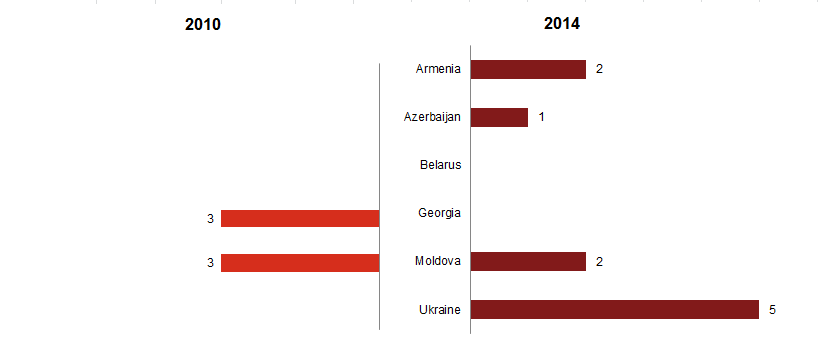 2010
2014
Armenia 2
Azerbaijan 1
Belarus
3 Georgia
3 Moldova 2
Ukraine 5